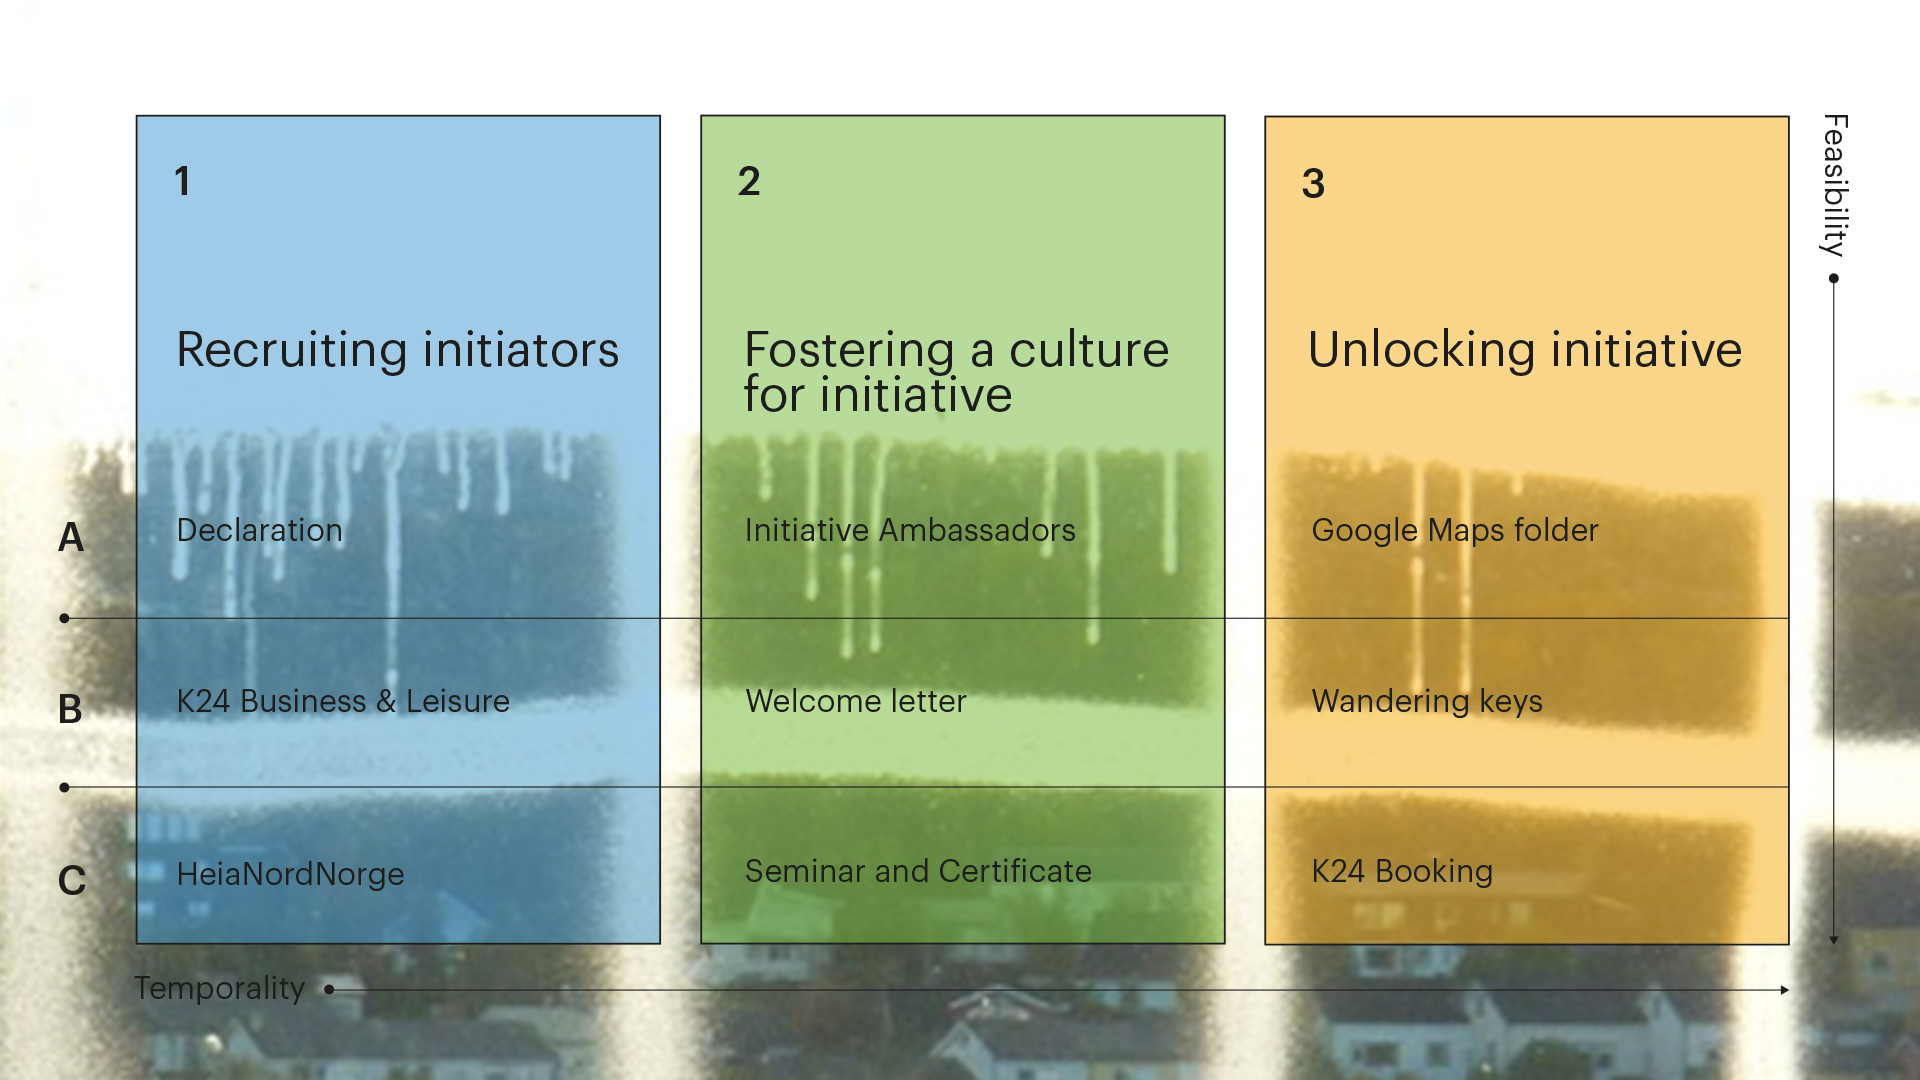 1
2
3
Feasibility
Recruiting initiators
Fostering a culture
for initiative
Unlocking initiative
A
Declaration
Initiative Ambassadors
Google Maps folder
B
K24 Business & Leisure
Welcome letter
Wandering keys
C
HeiaNordNorge
Seminar and Certificate
K24 Booking
Temporality